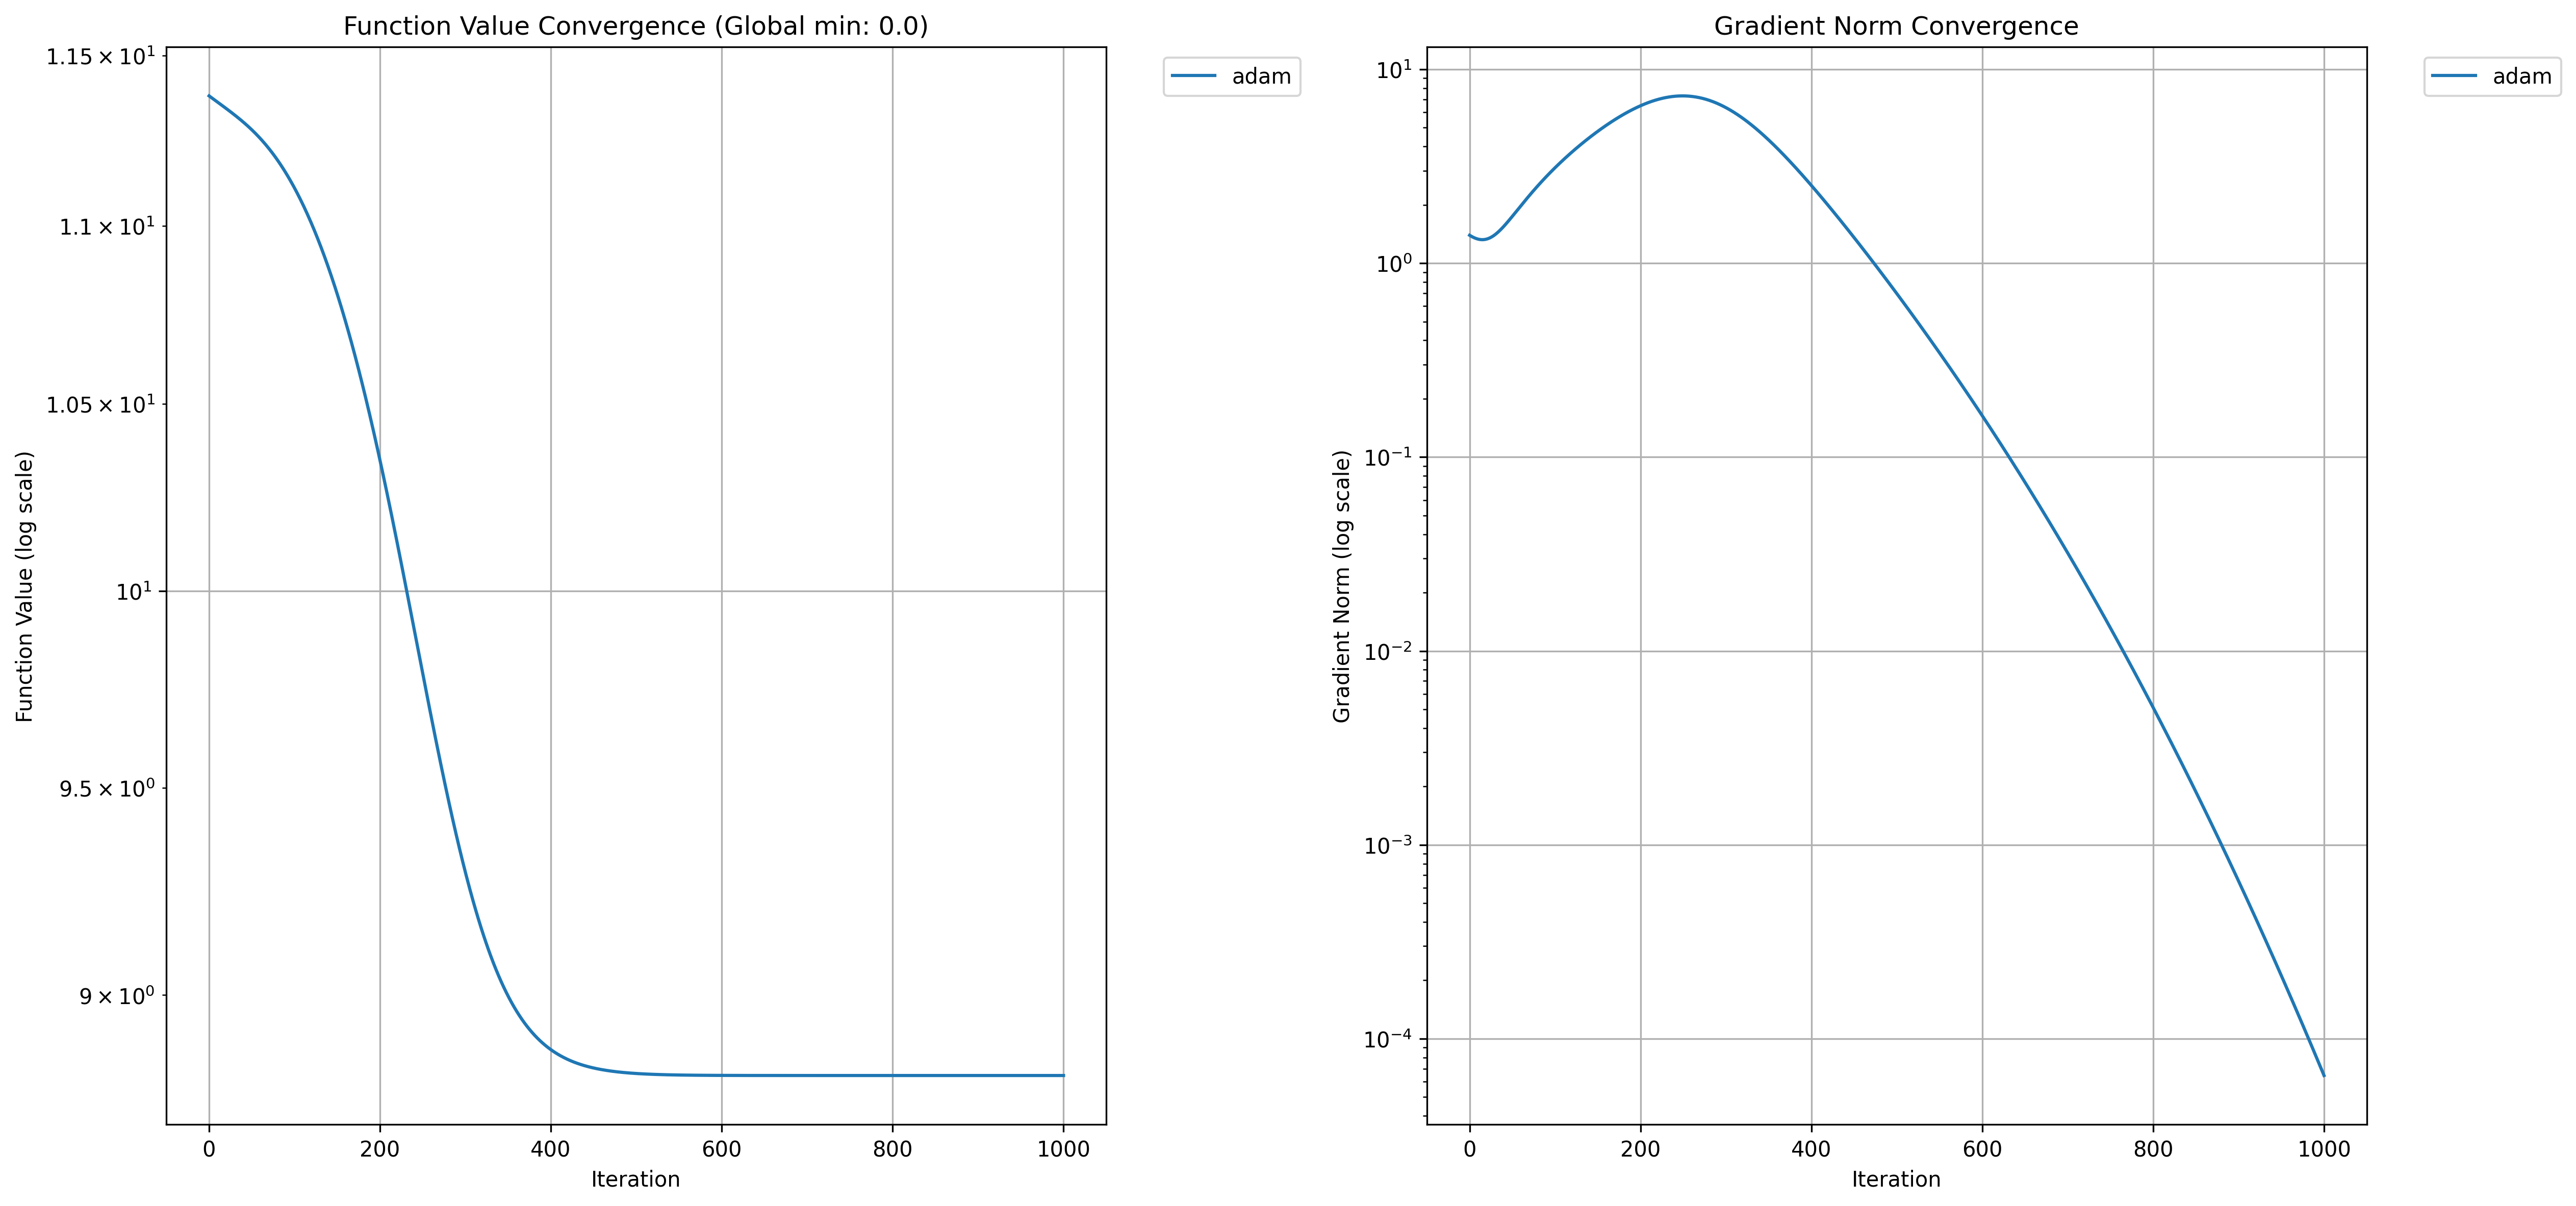 Function Value Convergence (Global min: 0.0)
1.15 × 10¹
1.1 × 10¹
1.05 × 10¹
10¹
9.5 × 10⁰
9 × 10⁰
Function Value (log scale)
0 200 400 600 800 1000
Iteration
adam
Gradient Norm Convergence
10¹
10⁰
10⁻¹
10⁻²
10⁻³
10⁻⁴
Gradient Norm (log scale)
0 200 400 600 800 1000
Iteration
adam